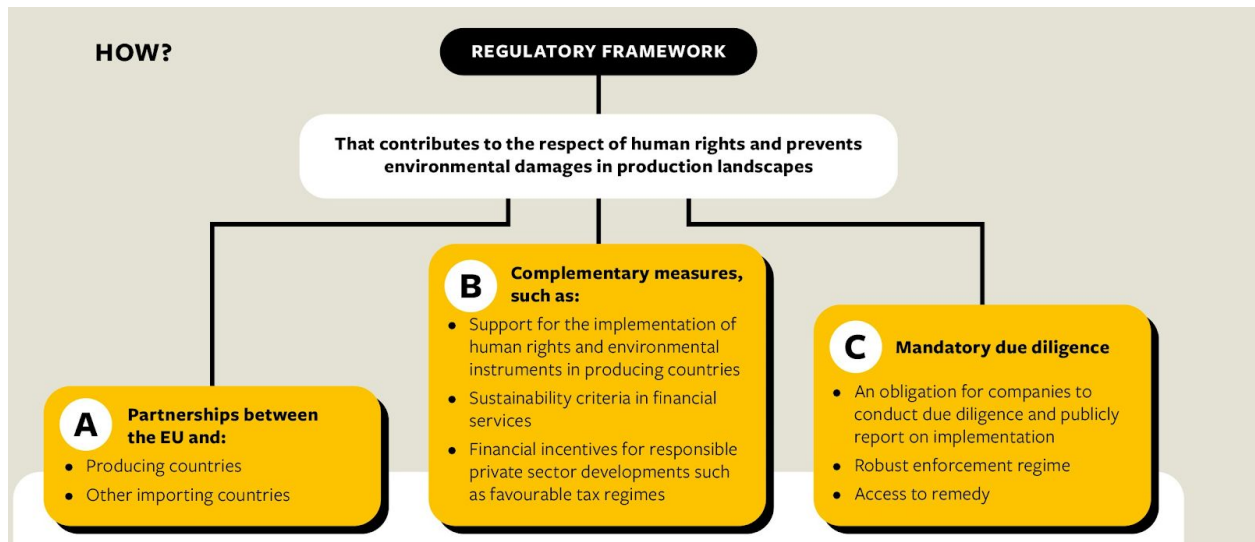 HOW?
REGULATORY FRAMEWORK
That contributes to the respect of human rights and prevents
environmental damages in production landscapes
A
Partnerships between
the EU and:
• Producing countries
• Other importing countries
B
Complementary measures,
such as:
• Support for the implementation of
human rights and environmental
instruments in producing countries
• Sustainability criteria in financial
services
• Financial incentives for responsible
private sector developments such
as favourable tax regimes
C
Mandatory due diligence
• An obligation for companies to
conduct due diligence and publicly
report on implementation
• Robust enforcement regime
• Access to remedy